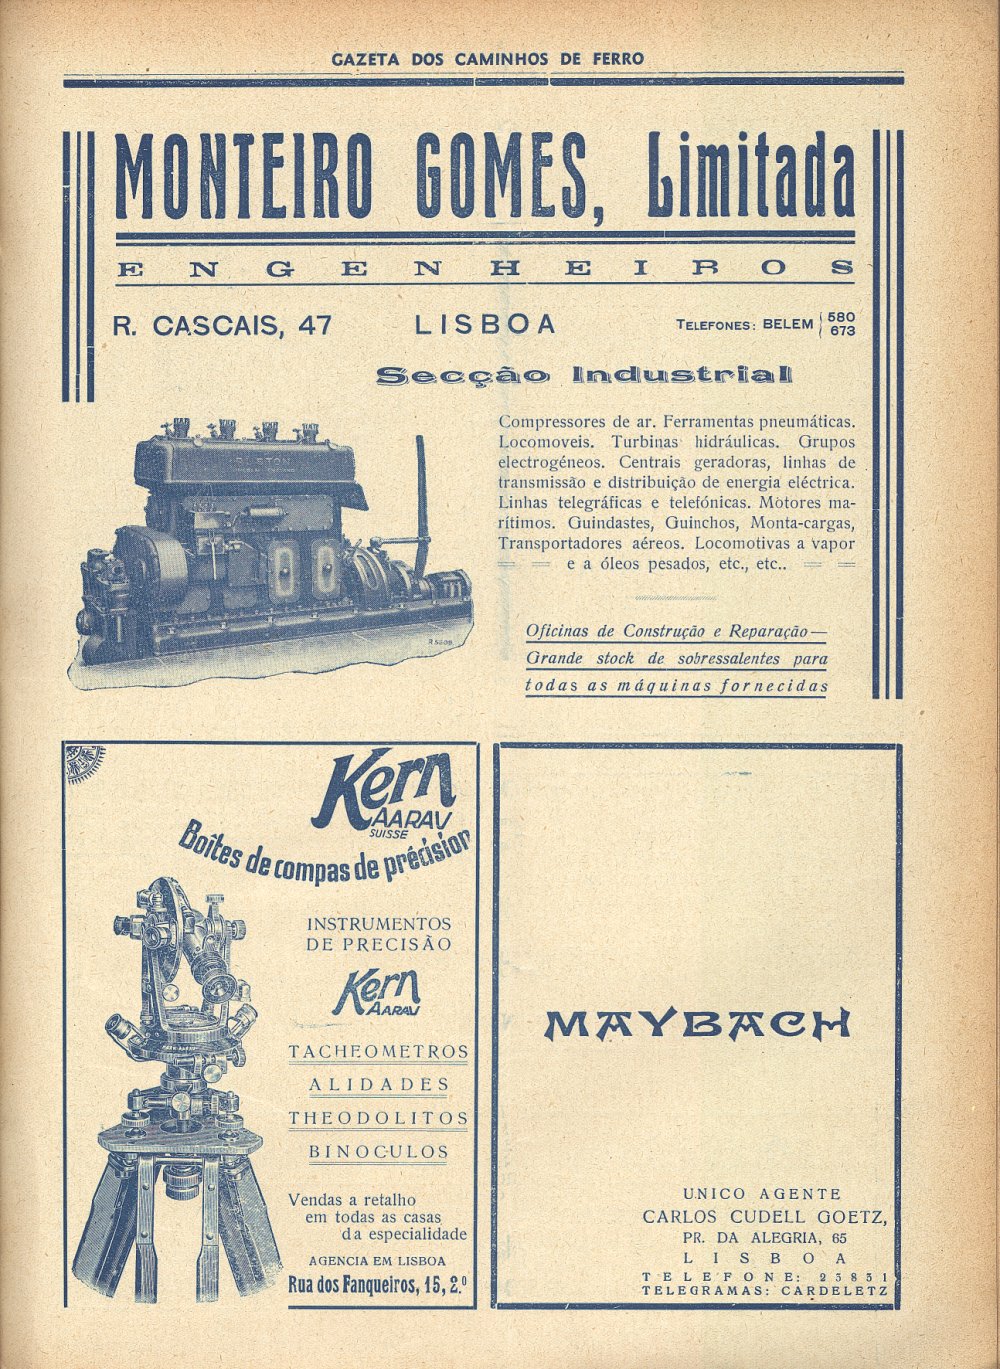 GAZETA DOS CAMINHOS DE FERRO
MONTEIRO GOMES, Limitada
ENGENHEIROS
R. CASCAIS, 47 LISBOA TELEFONES: BELEM { 580
673
Secção Industrial
Compressores de ar. Ferramentas pneumáticas.
Locomoveis. Turbinas hidráulicas. Grupos
electrogéneos. Centrais geradoras, linhas de
transmissão e distribuição de energia eléctrica.
Linhas telegráficas e telefónicas. Motores ma-
rítimos. Guindastes, Guinchos, Monta-cargas,
Transportadores aéreos. Locomotivas a vapor
e a óleos pesados, etc., etc..
Oficinas de Construção e Reparação—
Grande stock de sobressalentes para
todas as máquinas fornecidas
Kern
AARAU
SUISSE
Boîtes de compas de précision
INSTRUMENTOS
DE PRECISÃO
Kern
AARAU
TACHEOMETROS
ALIDADES
THEODOLITOS
BINOCULOS
Vendas a retalho
em todas as casas
da especialidade
AGENCIA EM LISBOA
Rua dos Fanqueiros, 15, 2.º
MAYBACH
UNICO AGENTE
CARLOS CUDELL GOETZ,
PR. DA ALEGRIA, 65
LISBOA
TELEFONE: 23831
TELEGRAMAS: CARDELETZ